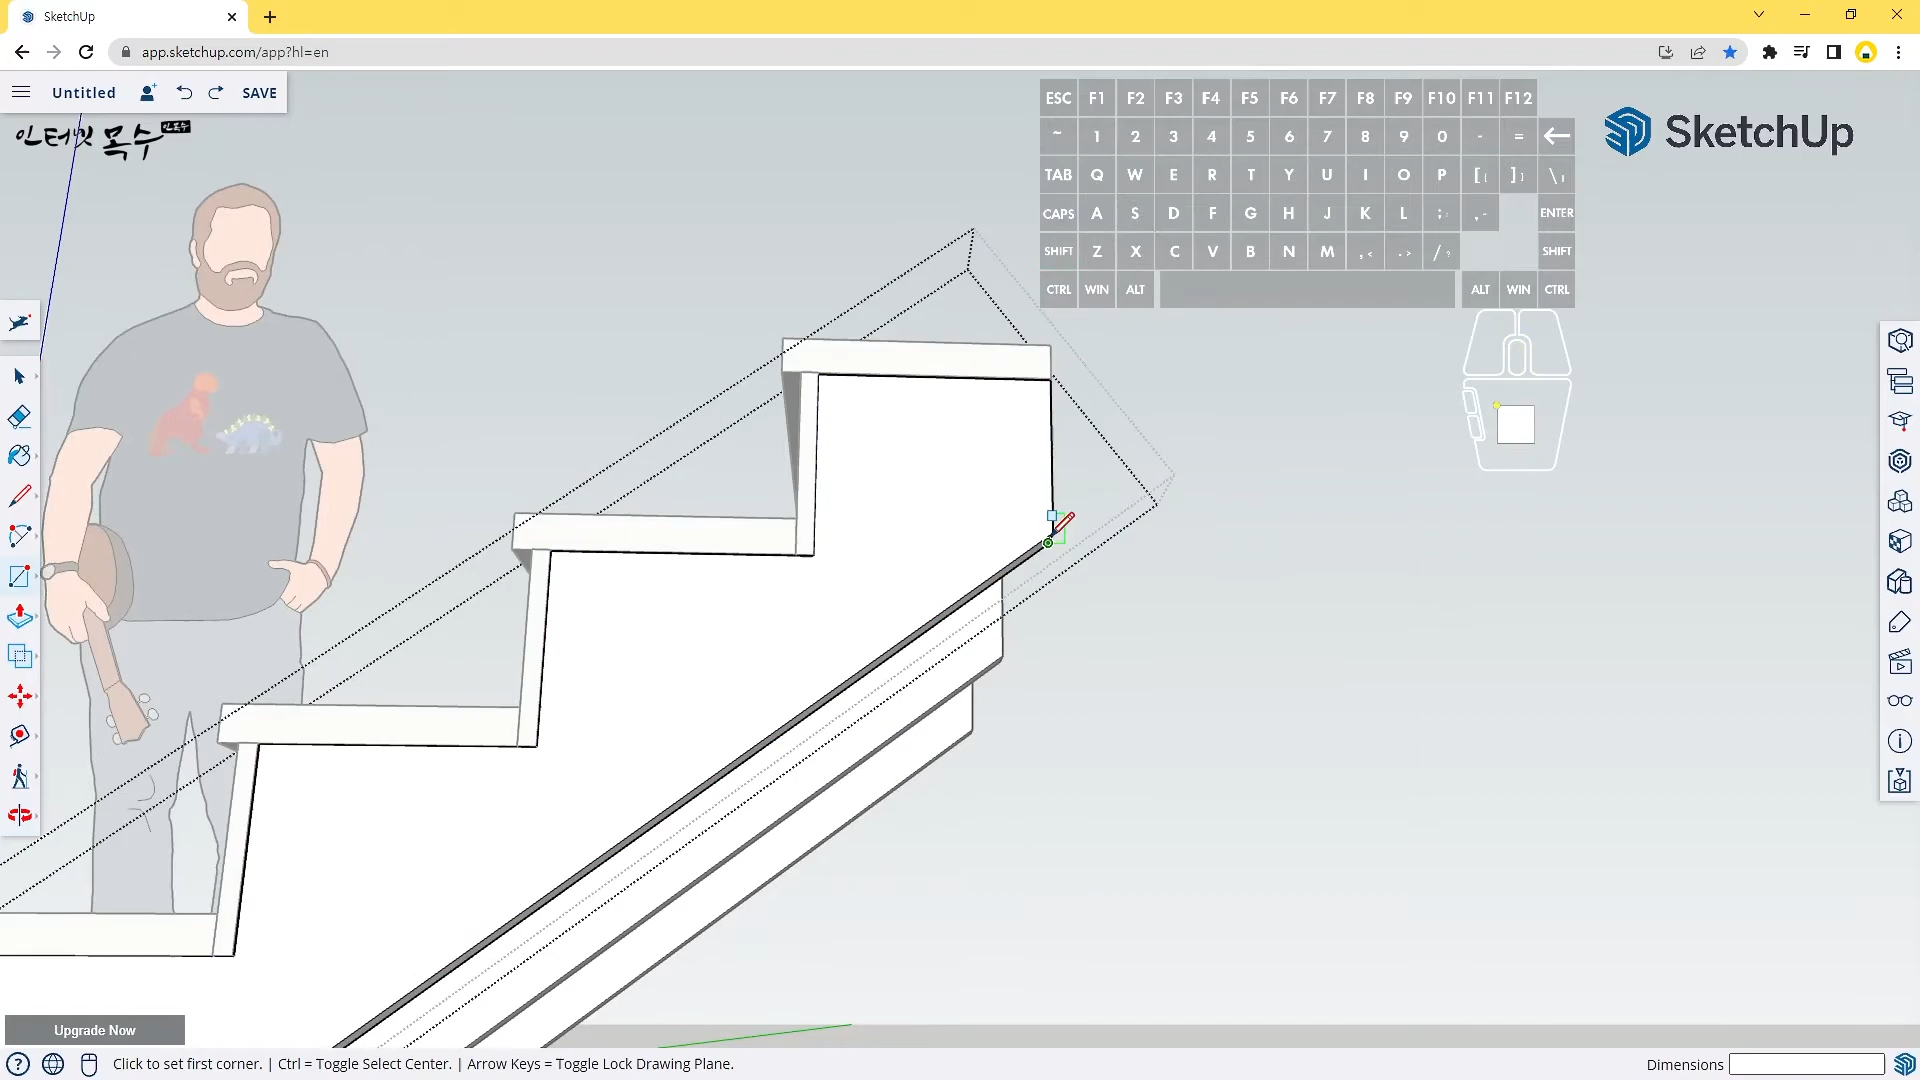 SketchUp
app.sketchup.com/app?hl=en
Untitled
SAVE
인터넷 목수
ESC F1 F2 F3 F4 F5 F6 F7 F8 F9 F10 F11 F12
~ 1 2 3 4 5 6 7 8 9 0 - =
TAB Q W E R T Y U I O P [ ] \
CAPS A S D F G H J K L ; ENTER
SHIFT Z X C V B N M , < . > / ? SHIFT
CTRL WIN ALT ALT WIN CTRL
SketchUp
Upgrade Now
Click to set first corner. | Ctrl = Toggle Select Center. | Arrow Keys = Toggle Lock Drawing Plane.
Dimensions